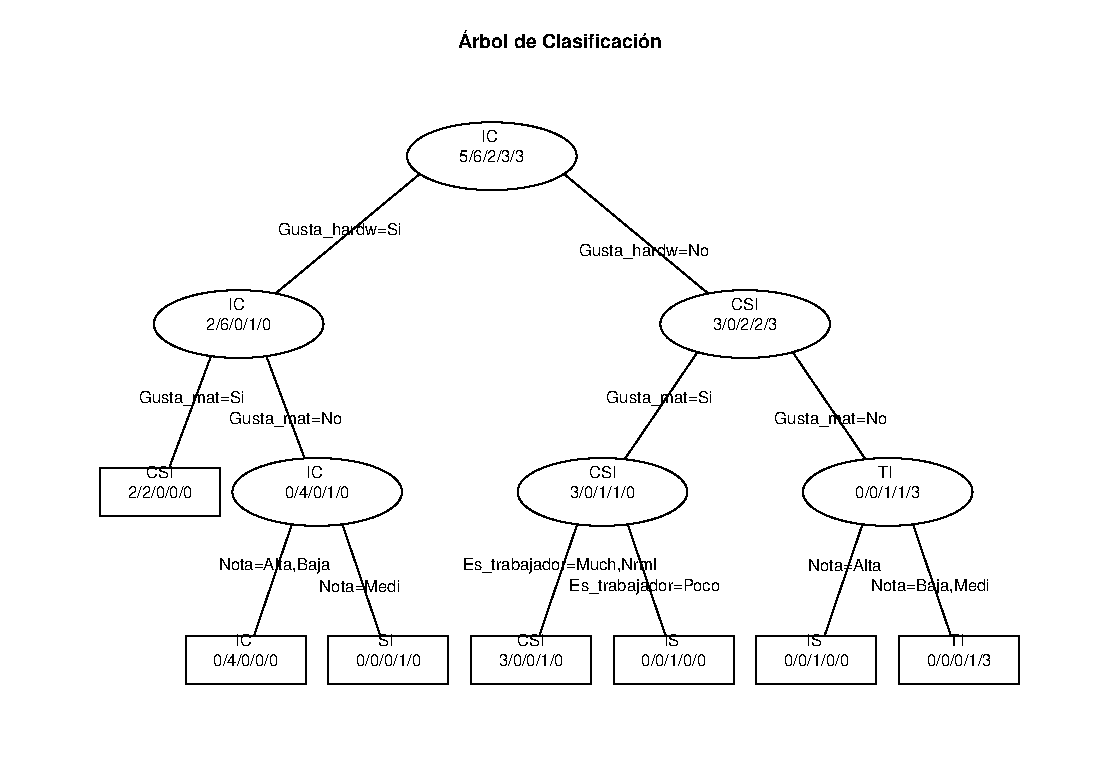 Árbol de Clasificación
IC
5/6/2/3/3
Gusta_hardw=Si
Gusta_hardw=No
IC
2/6/0/1/0
CSI
3/0/2/2/3
Gusta_mat=Si
Gusta_mat=No
Gusta_mat=Si
Gusta_mat=No
CSI
2/2/0/0/0
IC
0/4/0/1/0
CSI
3/0/1/1/0
TI
0/0/1/1/3
Nota=Alta,Baja
Nota=Medi
Es_trabajador=Much,Nrml
Es_trabajador=Poco
Nota=Alta
Nota=Baja,Medi
IC
0/4/0/0/0
SI
0/0/0/1/0
CSI
3/0/0/1/0
IS
0/0/1/0/0
IS
0/0/1/0/0
TI
0/0/0/1/3